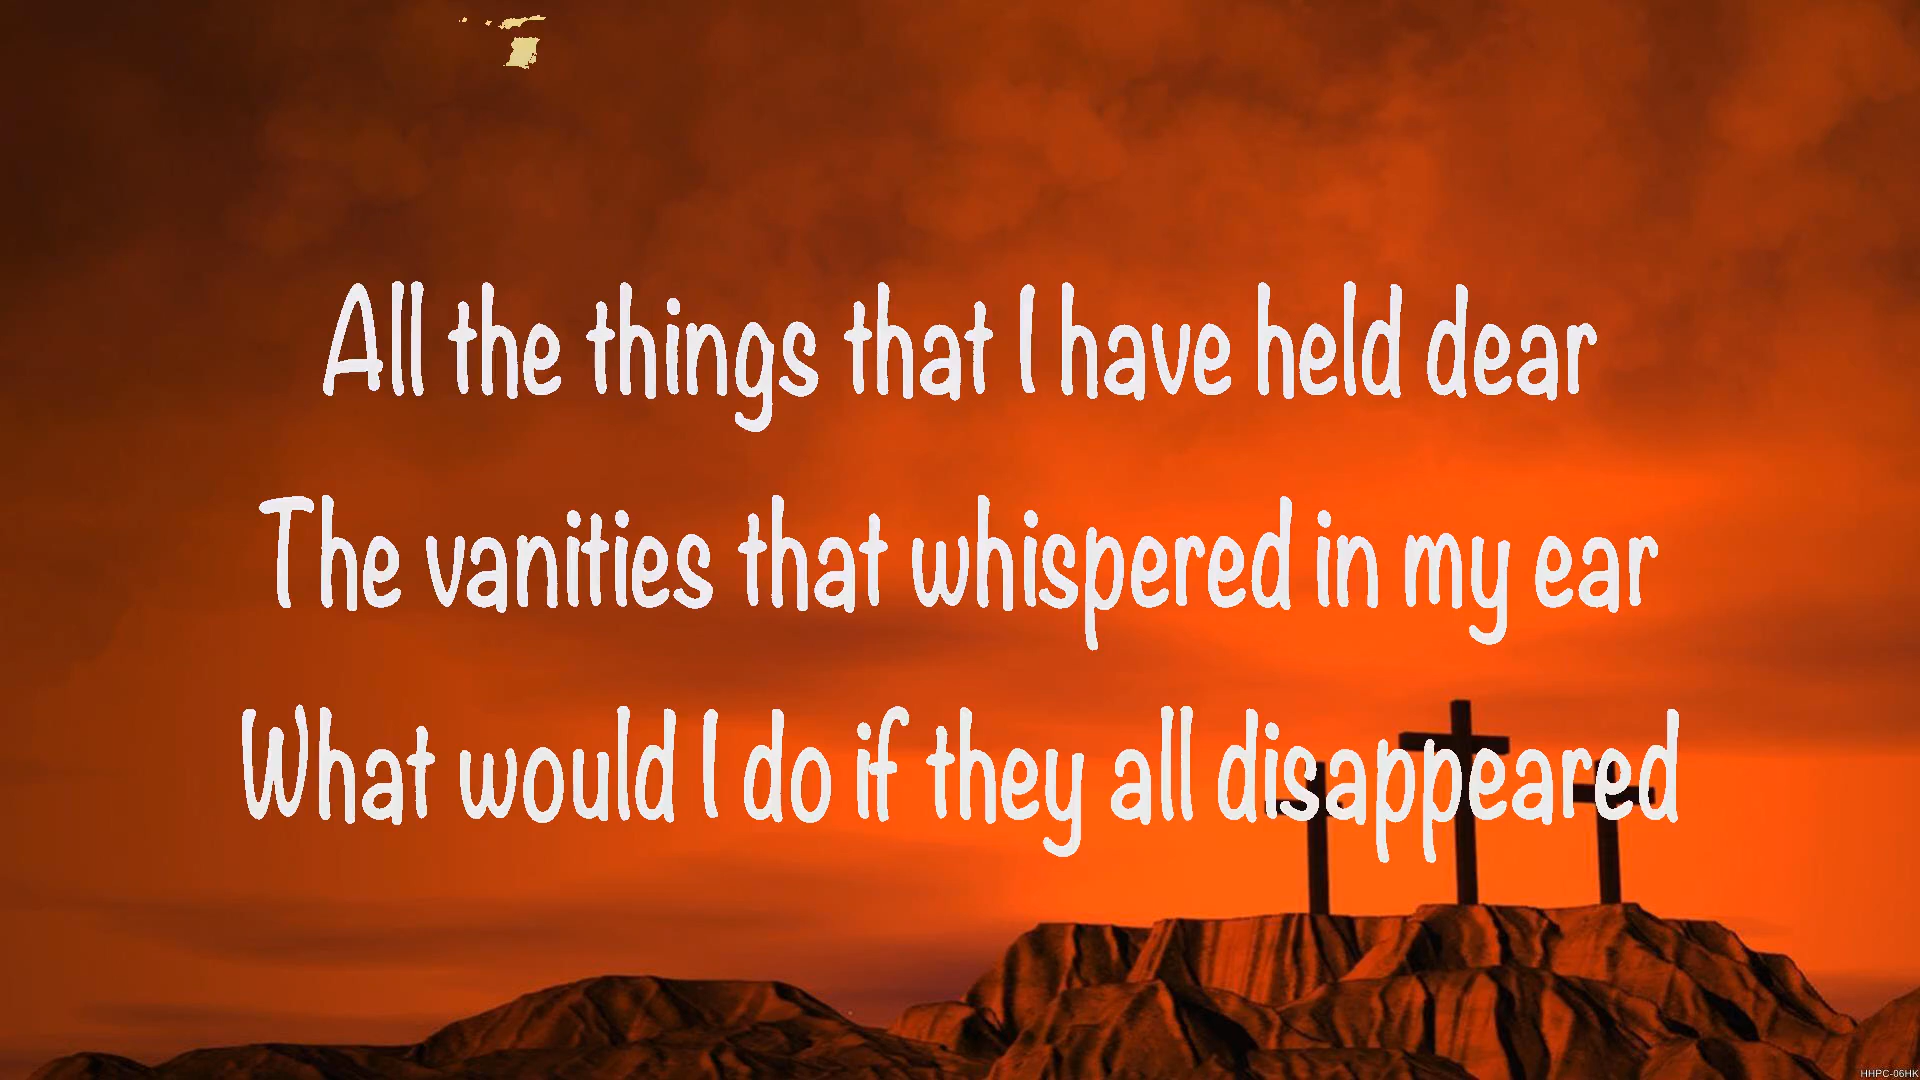 All the things that I have held dear
The vanities that whispered in my ear
What would I do if they all disappeared
HHPC-06HK